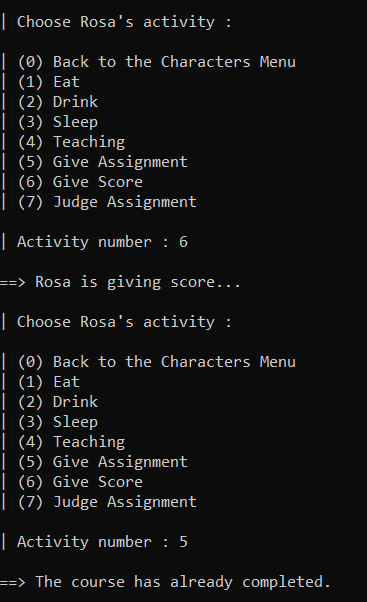 | Choose Rosa's activity :
| (0) Back to the Characters Menu
| (1) Eat
| (2) Drink
| (3) Sleep
| (4) Teaching
| (5) Give Assignment
| (6) Give Score
| (7) Judge Assignment
| Activity number : 6
==> Rosa is giving score...
| Choose Rosa's activity :
| (0) Back to the Characters Menu
| (1) Eat
| (2) Drink
| (3) Sleep
| (4) Teaching
| (5) Give Assignment
| (6) Give Score
| (7) Judge Assignment
| Activity number : 5
==> The course has already completed.